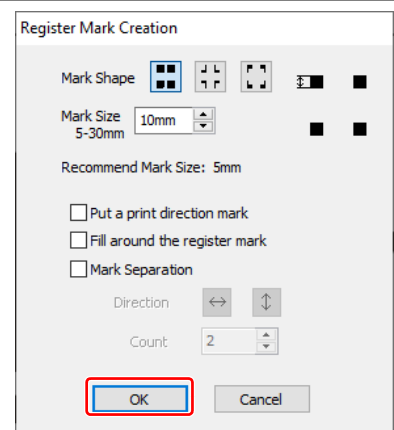 Register Mark Creation
Mark Shape
Mark Size 10mm
5-30mm
Recommend Mark Size: 5mm
Put a print direction mark
Fill around the register mark
Mark Separation
Direction
Count 2
OK Cancel